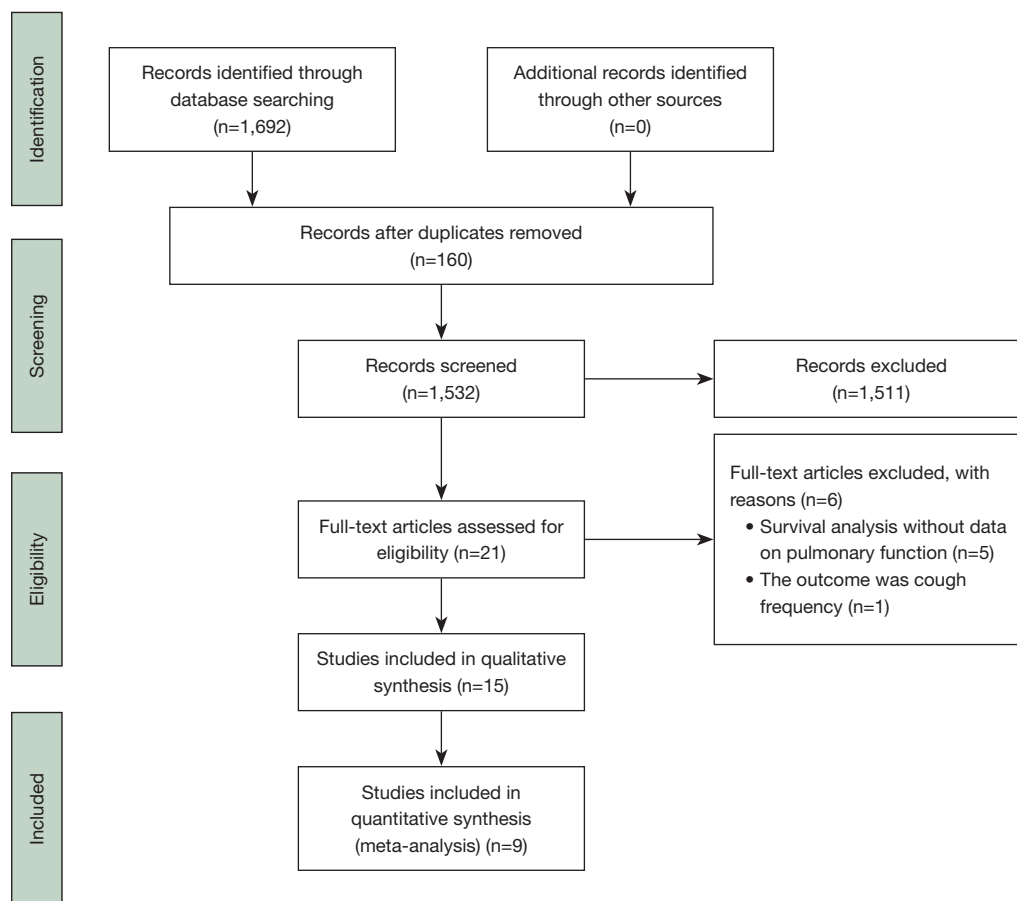 Identification
Records identified through
database searching
(n=1,692)
Additional records identified
through other sources
(n=0)
Records after duplicates removed
(n=160)
Screening
Records screened
(n=1,532)
Records excluded
(n=1,511)
Eligibility
Full-text articles assessed for
eligibility (n=21)
Full-text articles excluded, with
reasons (n=6)
• Survival analysis without data
on pulmonary function (n=5)
• The outcome was cough
frequency (n=1)
Studies included in qualitative
synthesis (n=15)
Included
Studies included in
quantitative synthesis
(meta-analysis) (n=9)